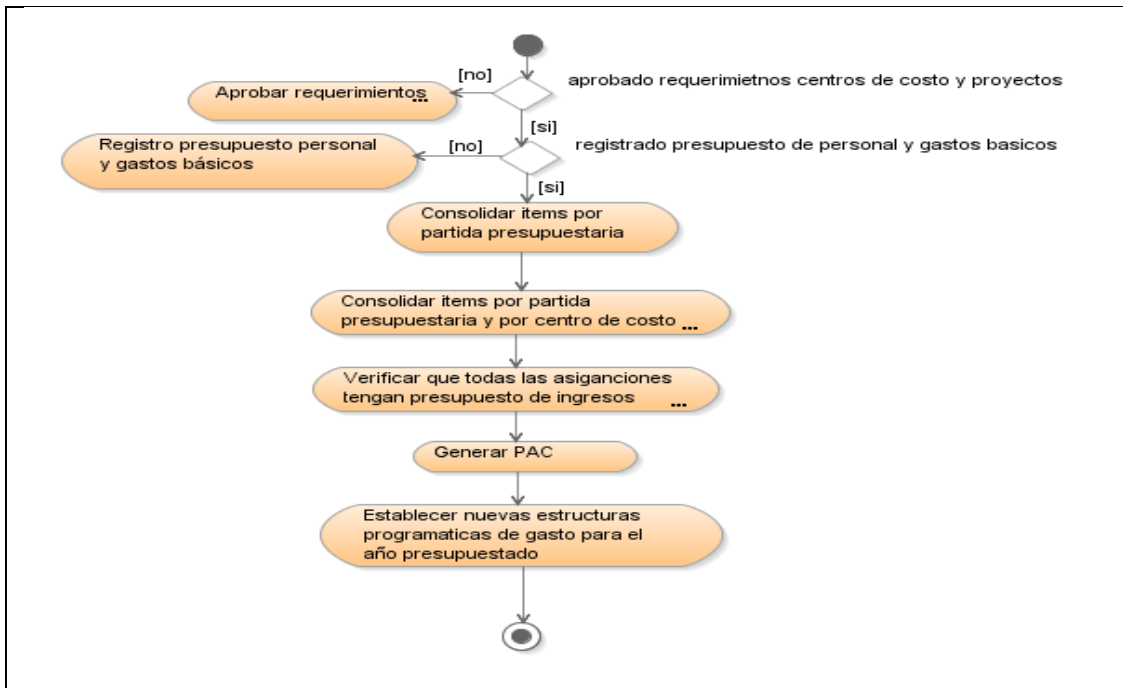 [no]
aprobado requerimietnos centros de costo y proyectos
Aprobar requerimientos
...
[si]
Registro presupuesto personal
y gastos básicos
[no]
registrado presupuesto de personal y gastos basicos
[si]
Consolidar items por
partida presupuestaria
Consolidar items por partida
presupuestaria y por centro de costo ...
Verificar que todas las asiganciones
tengan presupuesto de ingresos ...
Generar PAC
Establecer nuevas estructuras
programaticas de gasto para el
año presupuestado